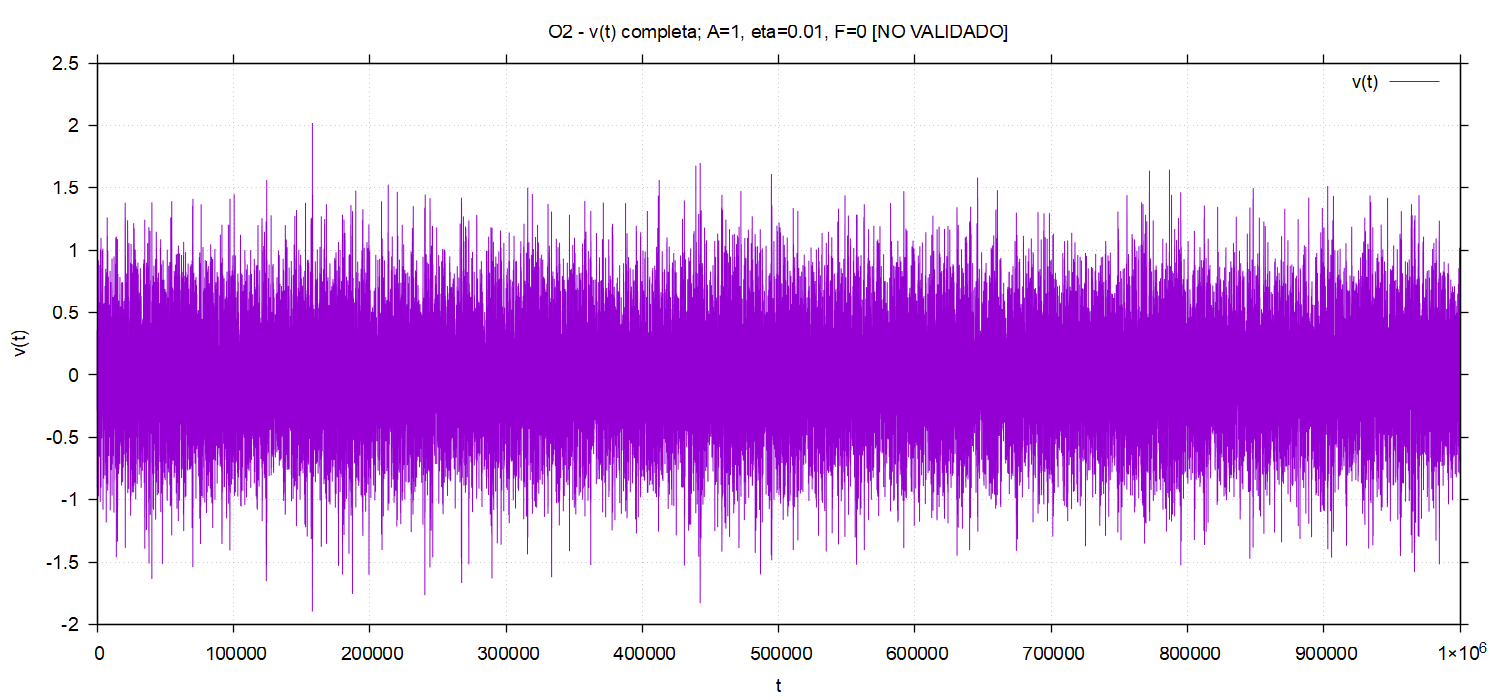 O2 - v(t) completa; A=1, eta=0.01, F=0 [NO VALIDADO]
v(t)
2.5
2
1.5
1
0.5
0
-0.5
-1
-1.5
-2
v(t)
0 100000 200000 300000 400000 500000 600000 700000 800000 900000 1×10⁶
t